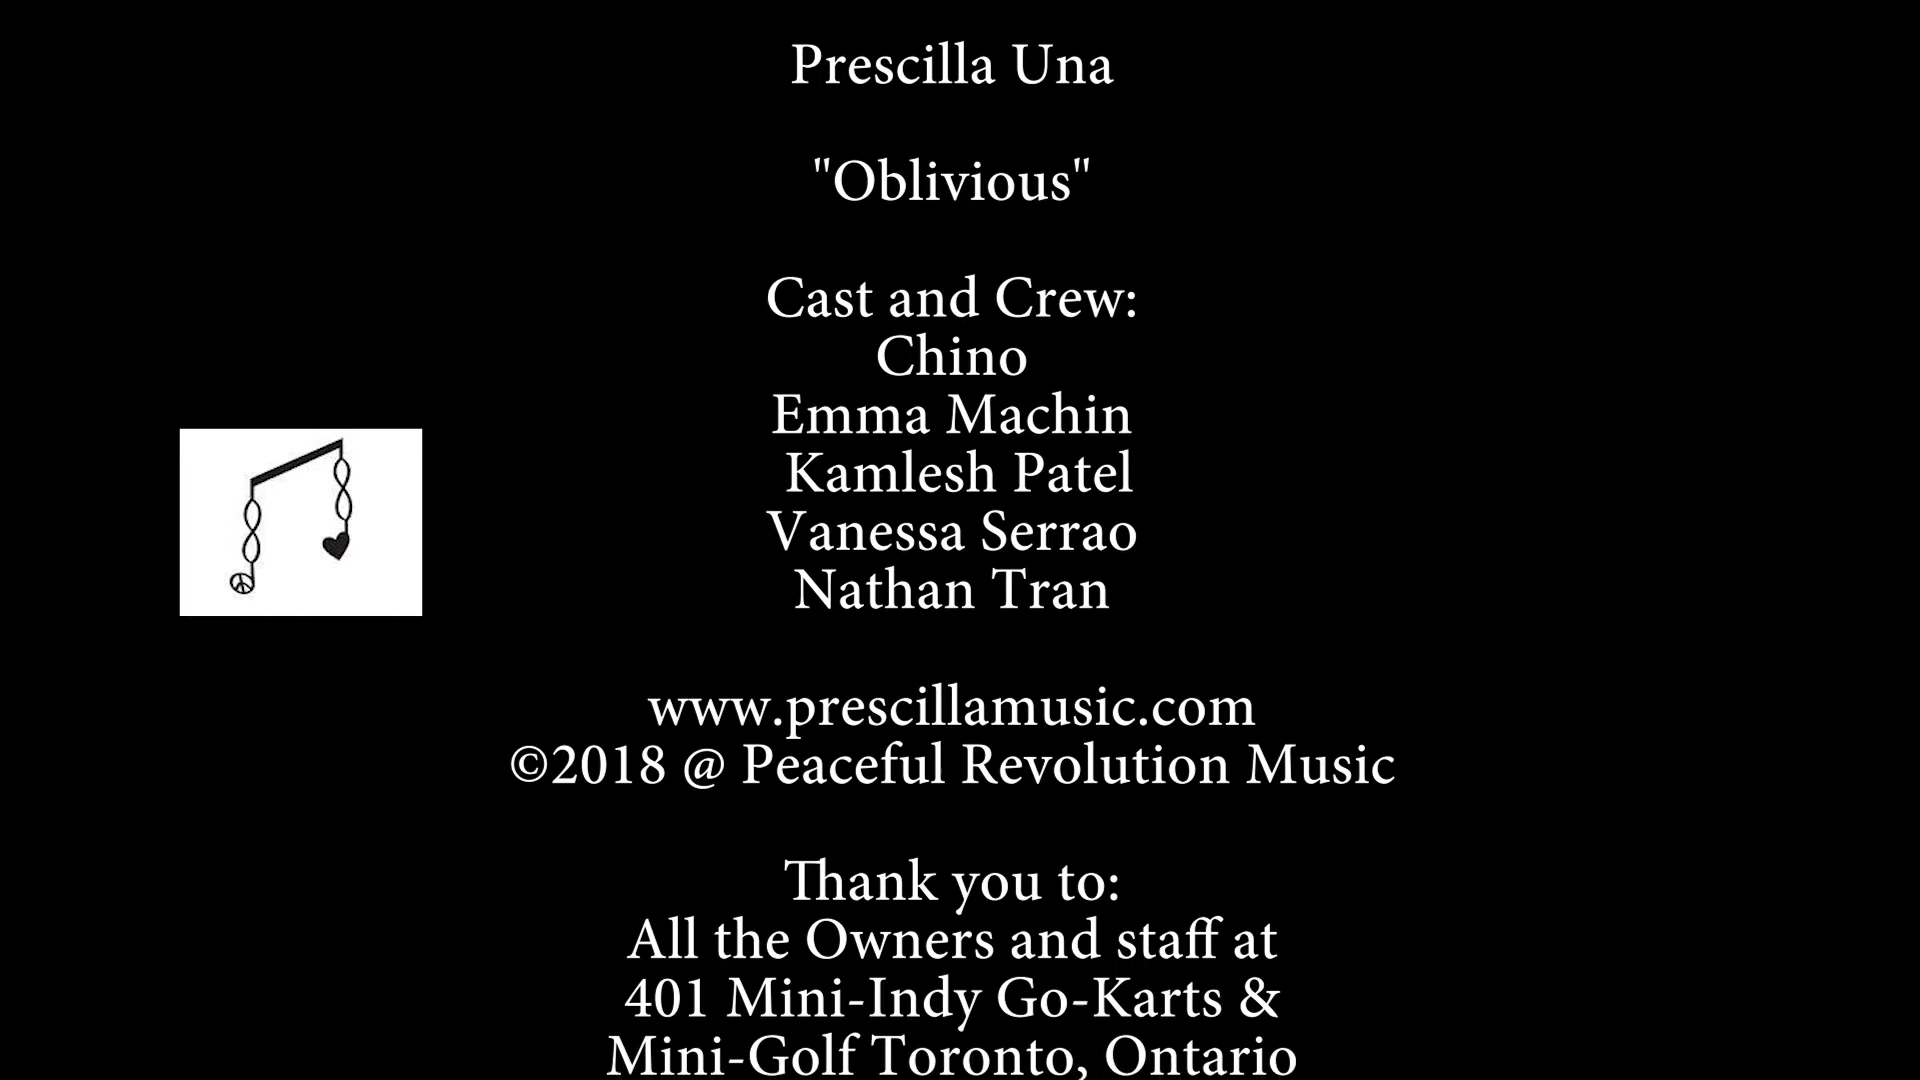 Prescilla Una
"Oblivious"
Cast and Crew:
Chino
Emma Machin
Kamlesh Patel
Vanessa Serrao
Nathan Tran
www.prescillamusic.com
©2018 @ Peaceful Revolution Music
Thank you to:
All the Owners and staff at
401 Mini-Indy Go-Karts &
Mini-Golf Toronto, Ontario